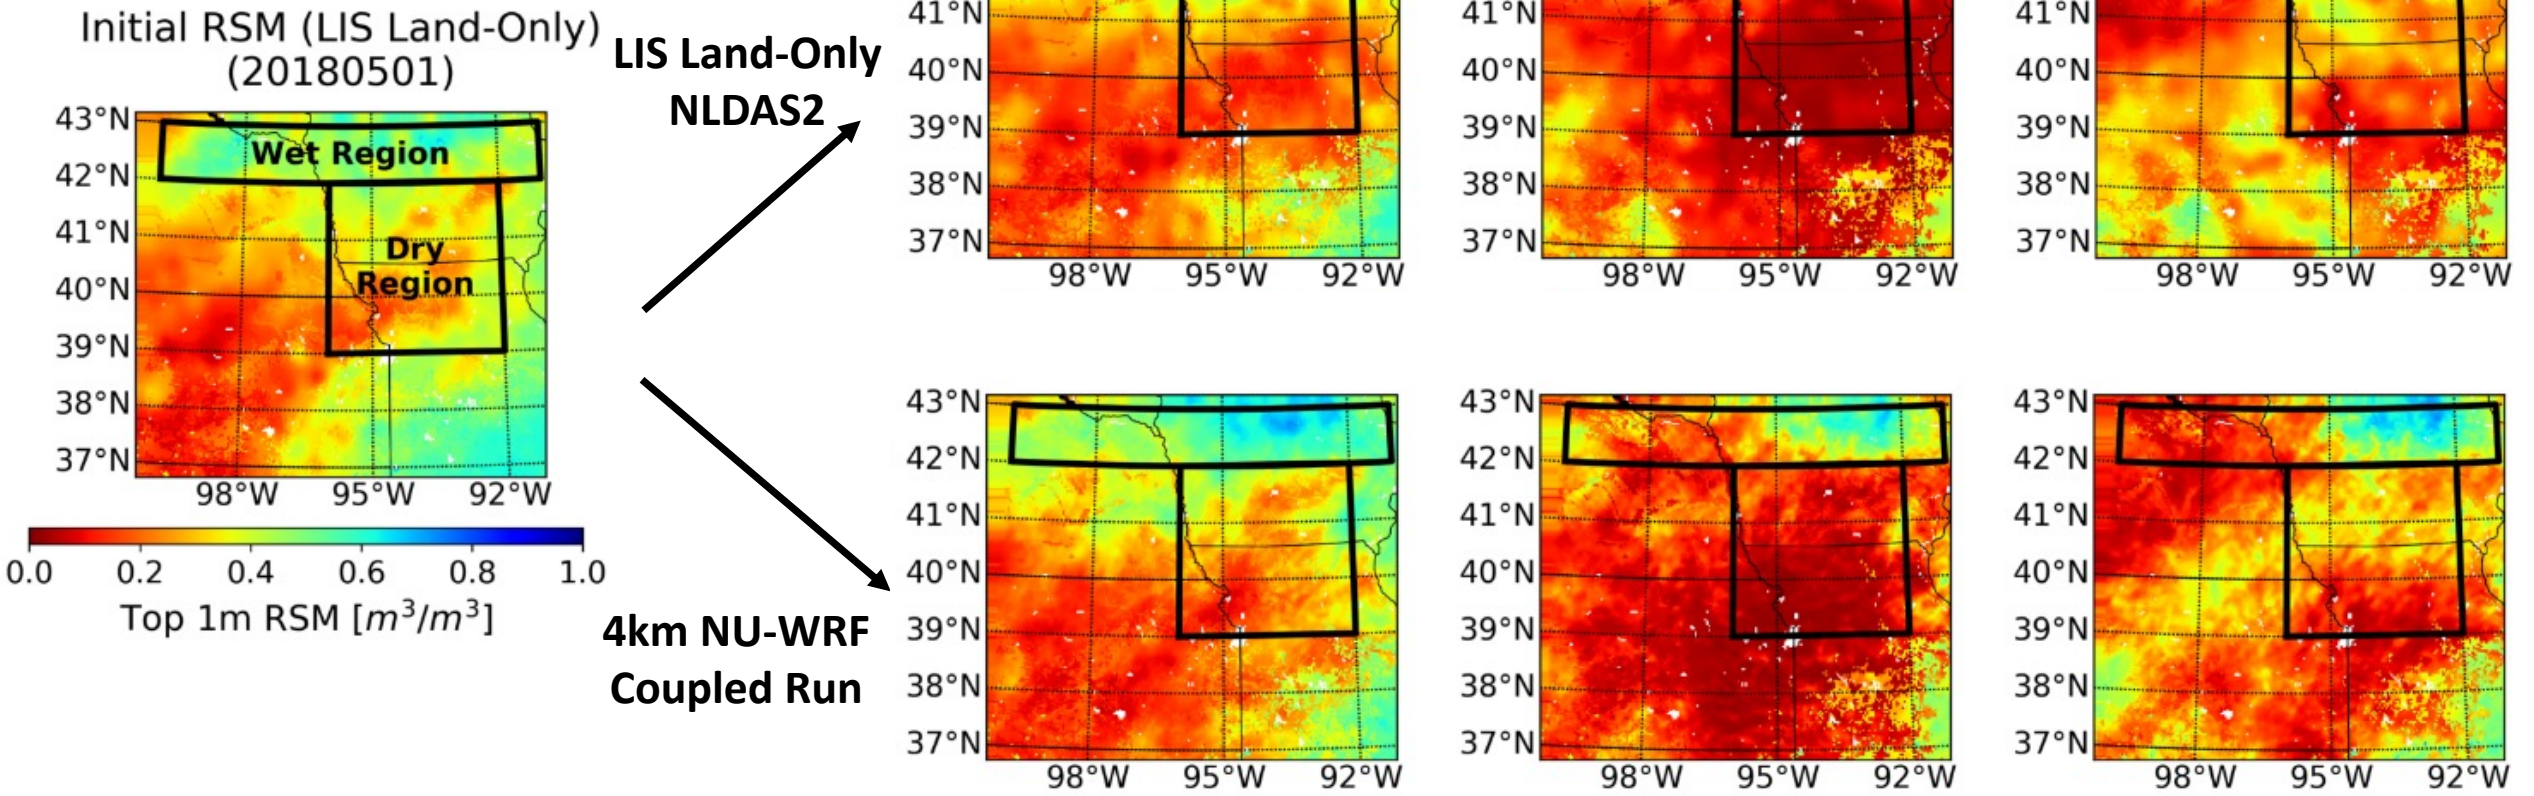 Initial RSM (LIS Land-Only)
(20180501)
43°N
42°N
41°N
40°N
39°N
38°N
37°N
Wet Region
Dry
Region
98°W 95°W 92°W
0.0 0.2 0.4 0.6 0.8 1.0
Top 1m RSM [m³/m³]
LIS Land-Only
NLDAS2
4km NU-WRF
Coupled Run
41°N
40°N
39°N
38°N
37°N
98°W 95°W 92°W
41°N
40°N
39°N
38°N
37°N
98°W 95°W 92°W
41°N
40°N
39°N
38°N
37°N
98°W 95°W 92°W
43°N
42°N
41°N
40°N
39°N
38°N
37°N
98°W 95°W 92°W
43°N
42°N
41°N
40°N
39°N
38°N
37°N
98°W 95°W 92°W
43°N
42°N
41°N
40°N
39°N
38°N
37°N
98°W 95°W 92°W